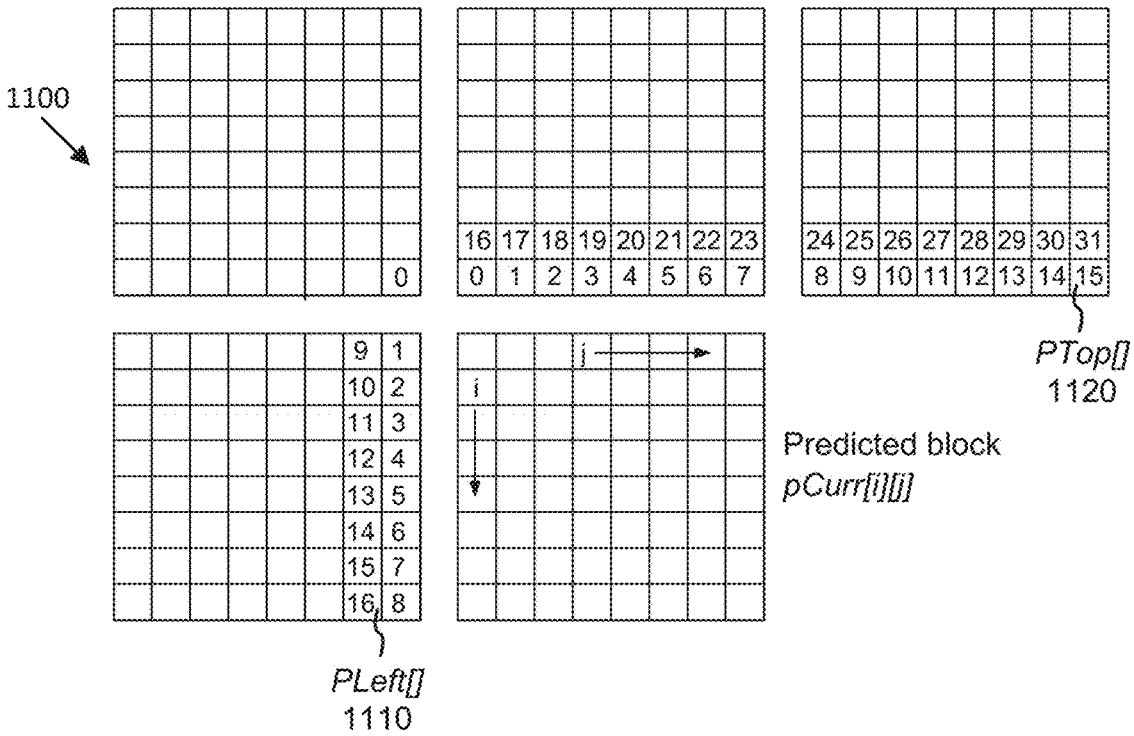 1100
16 17 18 19 20 21 22 23
24 25 26 27 28 29 30 31
0
0 1 2 3 4 5 6 7
8 9 10 11 12 13 14 15
PTop[]
1120
9 1
10 2
11 3
12 4
13 5
14 6
15 7
16 8
j
i
Predicted block
pCurr[i][j]
PLeft[]
1110